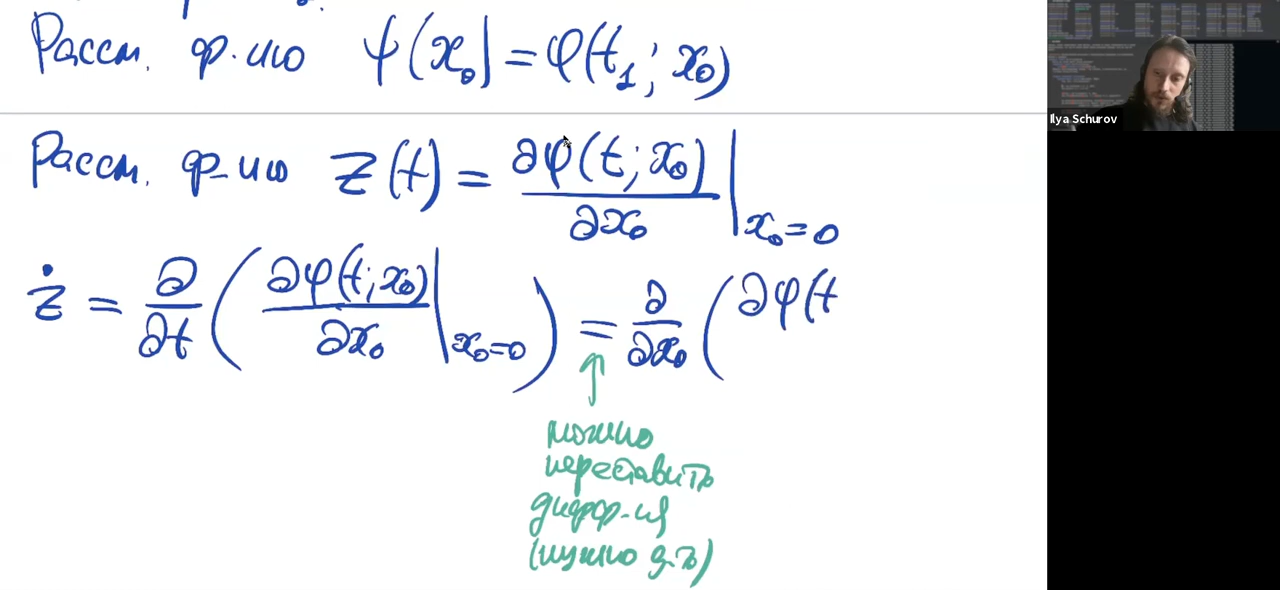 Рассм. ф-ию ψ(x₀) = φ(t₁; x₀)
Рассм. ф-ию z(t) = ∂φ(t; x₀)/∂x₀ |x₀=0
ż = ∂/∂t (∂φ(t; x₀)/∂x₀ |x₀=0) = ∂/∂x₀ (∂φ(t
↑
можно
переставить
дифф-ия
(нужно д-ть)
Ilya Schurov